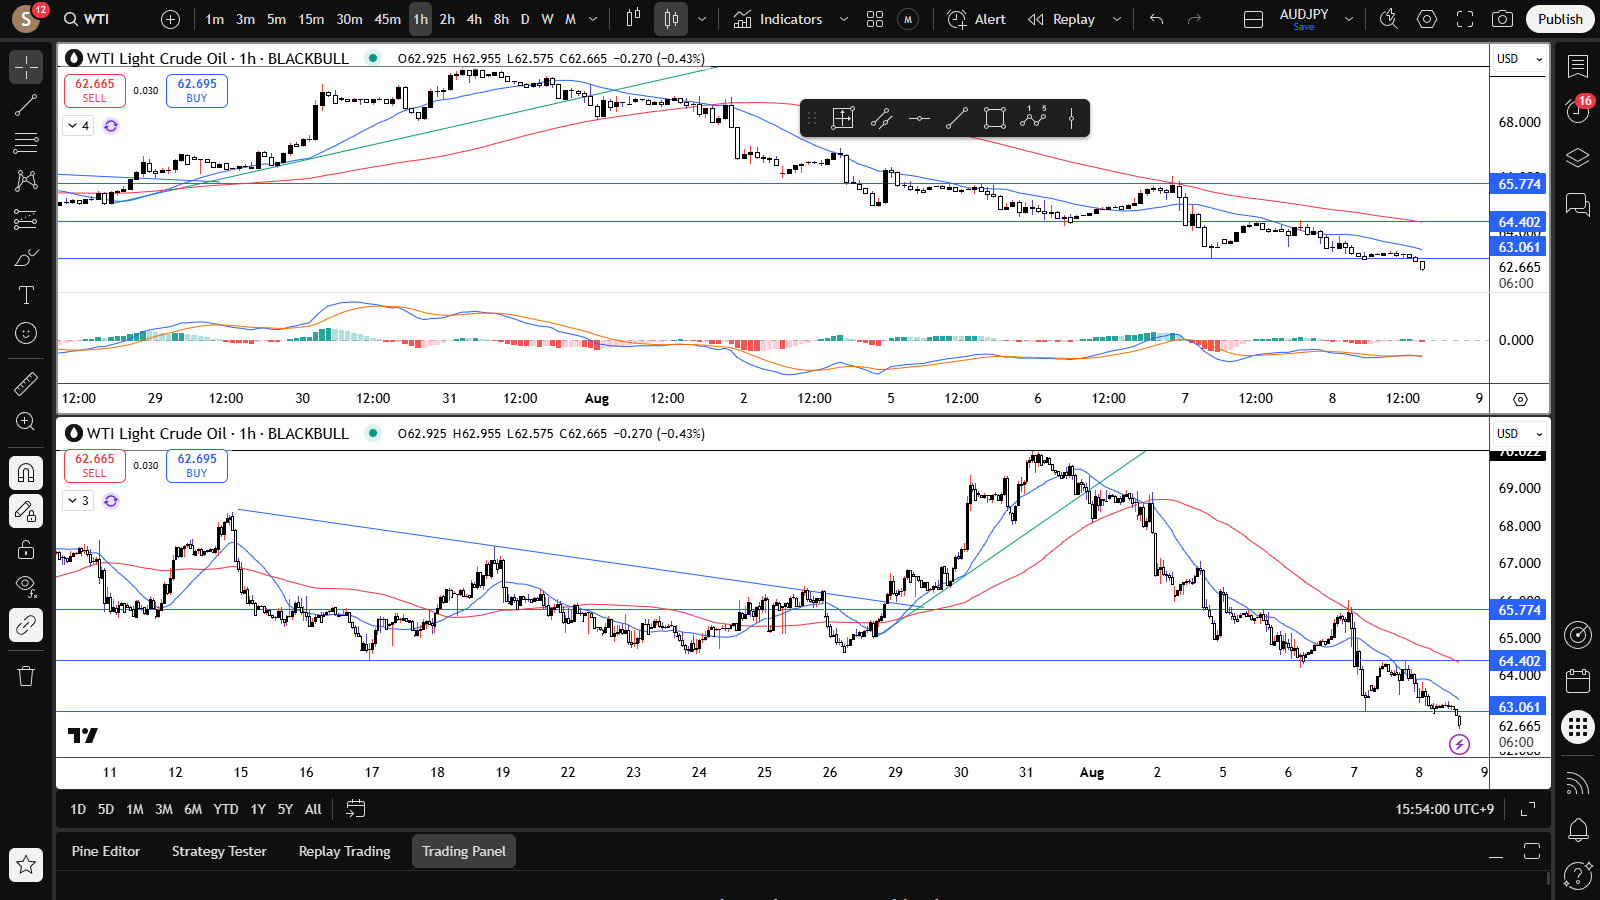 S 12 WTI 1m 3m 5m 15m 30m 45m 1h 2h 4h 8h D W M Indicators M Alert Replay AUDJPY Save Publish
WTI Light Crude Oil · 1h · BLACKBULL O62.925 H62.955 L62.575 C62.665 −0.270 (−0.43%) USD
62.665 SELL 0.030 62.695 BUY
4
1 5
68.000
65.774
64.402
63.061
62.665
06:00
0.000
12:00 29 12:00 30 12:00 31 12:00 Aug 12:00 2 12:00 5 12:00 6 12:00 7 12:00 8 12:00 9
16
WTI Light Crude Oil · 1h · BLACKBULL O62.925 H62.955 L62.575 C62.665 −0.270 (−0.43%) USD
62.665 SELL 0.030 62.695 BUY
3
69.000
68.000
67.000
65.774
65.000
64.402
64.000
63.061
62.665
06:00
11 12 15 16 17 18 19 22 23 24 25 26 29 30 31 Aug 2 5 6 7 8 9
1D 5D 1M 3M 6M YTD 1Y 5Y All 15:54:00 UTC+9
Pine Editor Strategy Tester Replay Trading Trading Panel